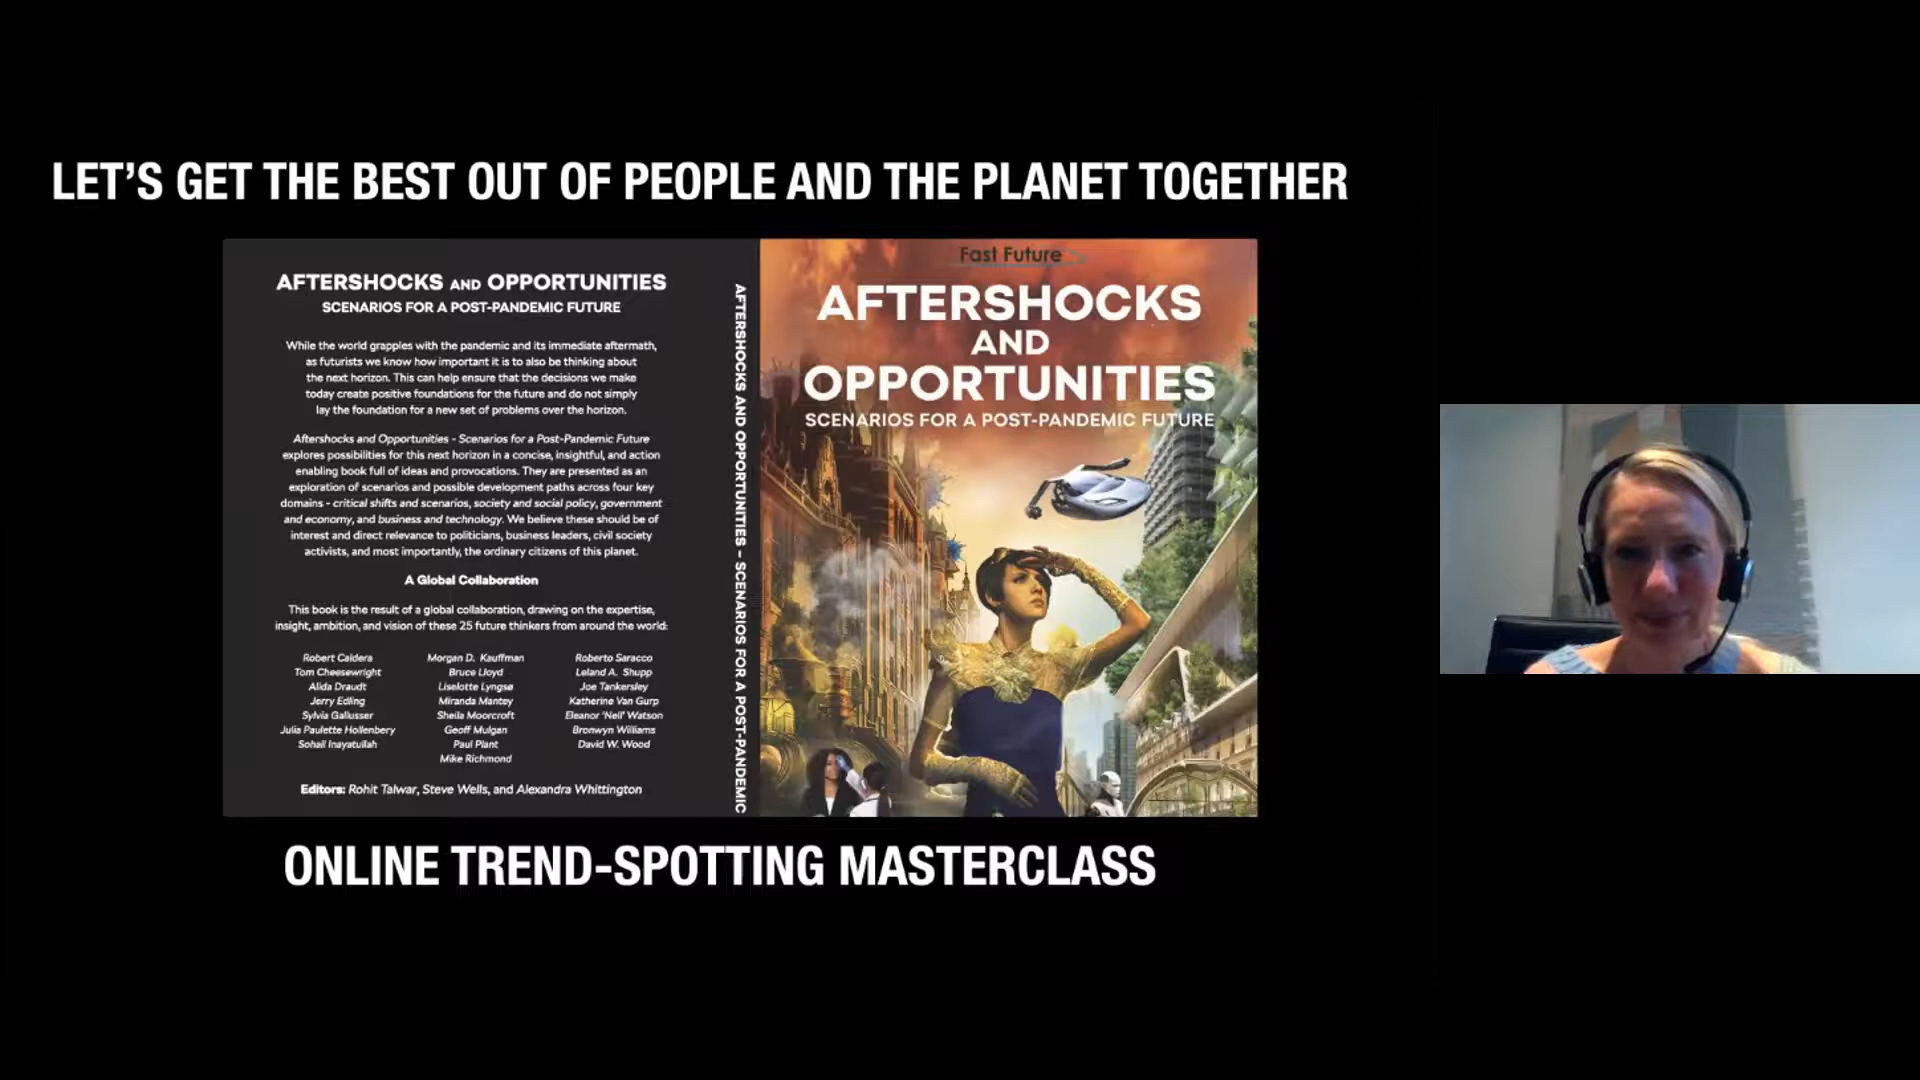 LET'S GET THE BEST OUT OF PEOPLE AND THE PLANET TOGETHER
AFTERSHOCKS AND OPPORTUNITIES
SCENARIOS FOR A POST-PANDEMIC FUTURE
While the world grapples with the pandemic and its immediate aftermath,
as futurists we know how important it is to also be thinking about
the next horizon. This can help ensure that the decisions we make
today create positive foundations for the future and do not simply
lay the foundation for a new set of problems over the horizon.
Aftershocks and Opportunities - Scenarios for a Post-Pandemic Future
explores possibilities for this next horizon in a concise, insightful, and action
enabling book full of ideas and provocations. They are presented as an
exploration of scenarios and possible development paths across four key
domains - critical shifts and scenarios, society and social policy, government
and economy, and business and technology. We believe these should be of
interest and direct relevance to politicians, business leaders, civil society
activists, and most importantly, the ordinary citizens of this planet.
A Global Collaboration
This book is the result of a global collaboration, drawing on the expertise,
insight, ambition, and vision of these 25 future thinkers from around the world:
Robert Caldera
Tom Cheesewright
Alida Draudt
Jerry Edling
Sylvia Gallusser
Julia Paulette Hollenbery
Sohail Inayatullah
Morgan D. Kauffman
Bruce Lloyd
Liselotte Lyngsø
Miranda Mantey
Sheila Moorcroft
Geoff Mulgan
Paul Plant
Mike Richmond
Roberto Saracco
Leland A. Shupp
Joe Tankersley
Katherine Van Gurp
Eleanor 'Nell' Watson
Bronwyn Williams
David W. Wood
Editors: Rohit Talwar, Steve Wells, and Alexandra Whittington
AFTERSHOCKS AND OPPORTUNITIES - SCENARIOS FOR A POST-PANDEMIC
Fast Future
AFTERSHOCKS
AND
OPPORTUNITIES
SCENARIOS FOR A POST-PANDEMIC FUTURE
ONLINE TREND-SPOTTING MASTERCLASS